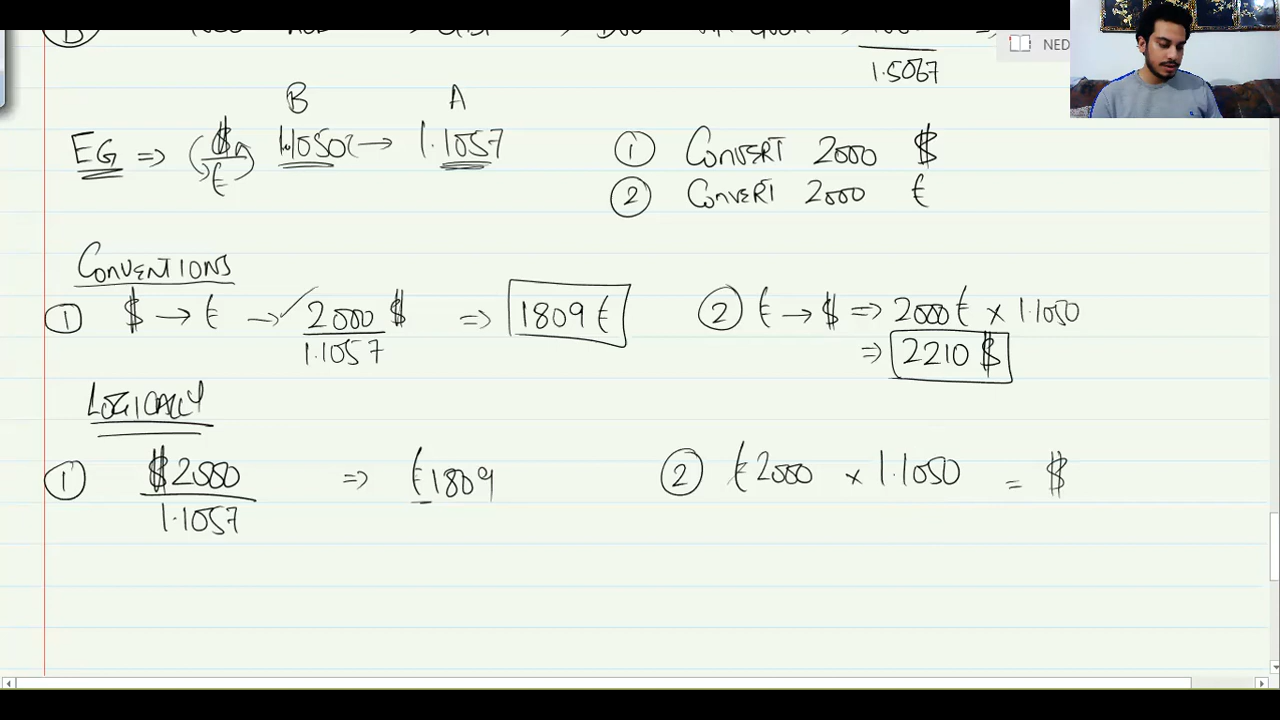 1.5067
NED
B A
EG => ($/€) 1.1050 → 1.1057
① CONVERT 2000 $
② CONVERT 2000 €
CONVENTIONS
① $ → € → 2000 $ / 1.1057 => 1809 €
② € → $ => 2000€ x 1.1050
=> 2210 $
LOGICALLY
① $2000 / 1.1057 => €1809
② €2000 x 1.1050 = $